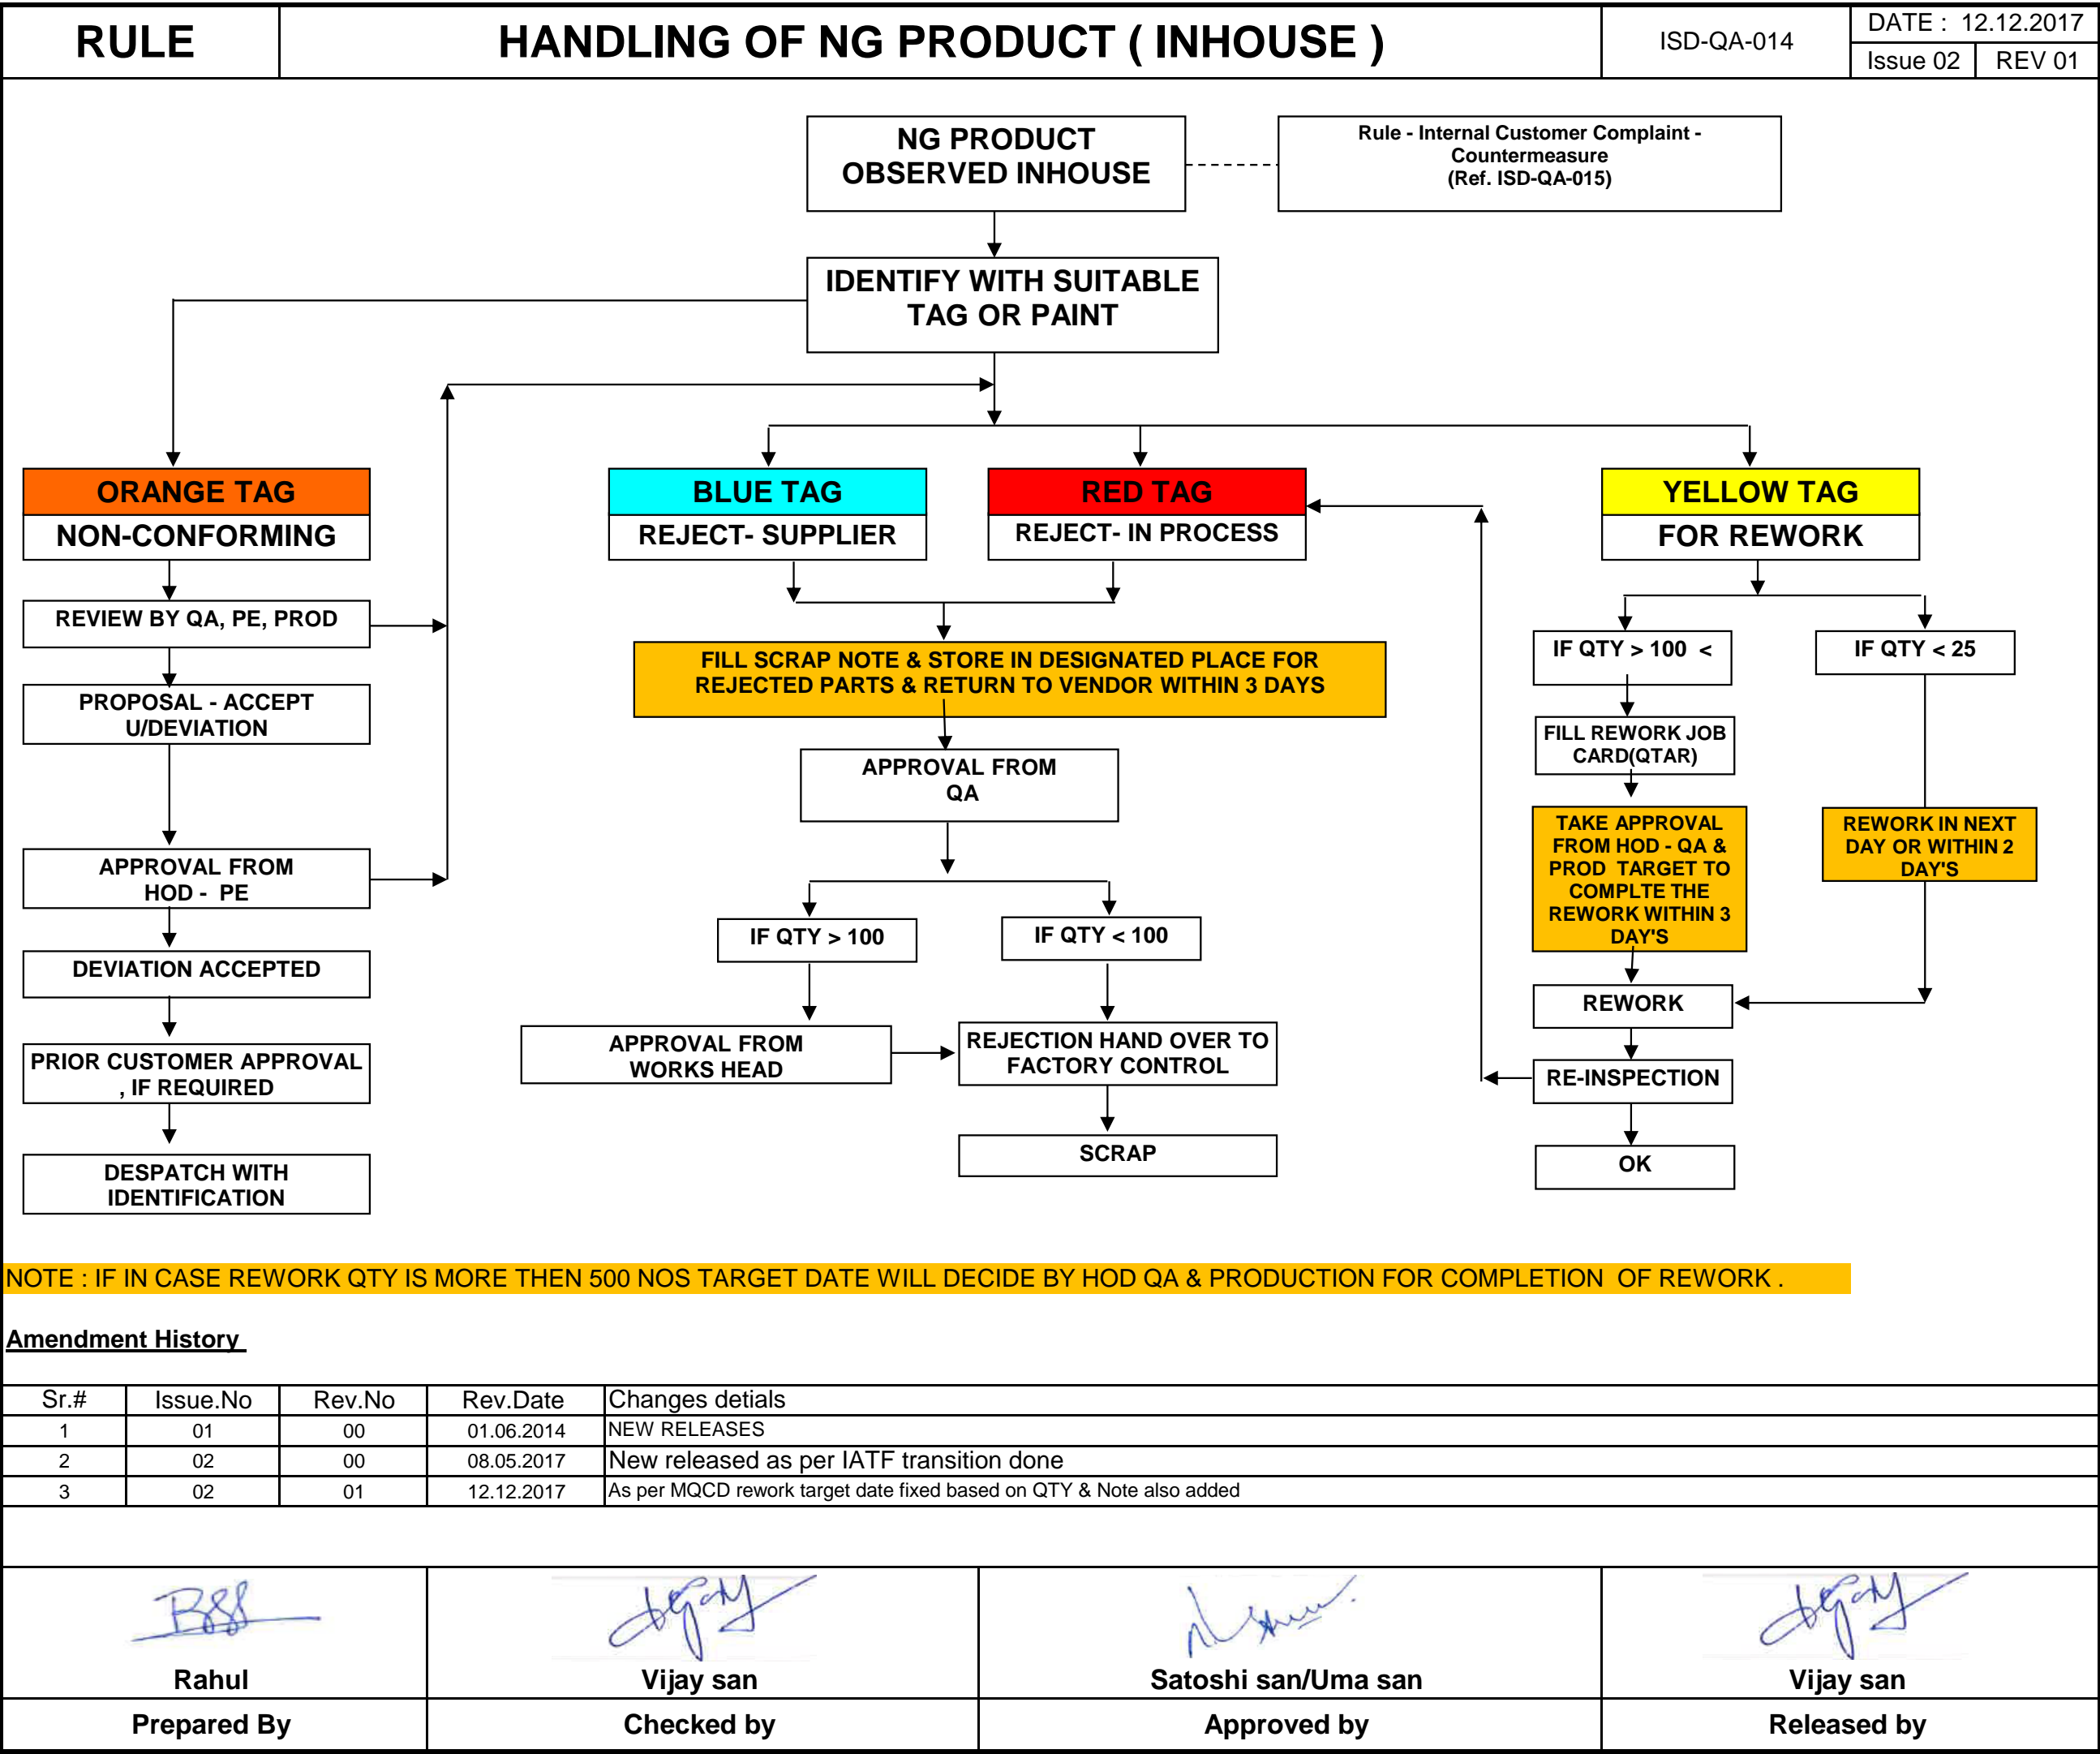 RULE
HANDLING OF NG PRODUCT ( INHOUSE )
ISD-QA-014
DATE : 12.12.2017
Issue 02
REV 01
NG PRODUCT
OBSERVED INHOUSE
Rule - Internal Customer Complaint -
Countermeasure
(Ref. ISD-QA-015)
IDENTIFY WITH SUITABLE
TAG OR PAINT
ORANGE TAG
NON-CONFORMING
BLUE TAG
REJECT- SUPPLIER
RED TAG
REJECT- IN PROCESS
YELLOW TAG
FOR REWORK
REVIEW BY QA, PE, PROD
PROPOSAL - ACCEPT
U/DEVIATION
APPROVAL FROM
HOD - PE
DEVIATION ACCEPTED
PRIOR CUSTOMER APPROVAL
, IF REQUIRED
DESPATCH WITH
IDENTIFICATION
FILL SCRAP NOTE & STORE IN DESIGNATED PLACE FOR
REJECTED PARTS & RETURN TO VENDOR WITHIN 3 DAYS
APPROVAL FROM
QA
IF QTY > 100
IF QTY < 100
APPROVAL FROM
WORKS HEAD
REJECTION HAND OVER TO
FACTORY CONTROL
SCRAP
IF QTY > 100 <
IF QTY < 25
FILL REWORK JOB
CARD(QTAR)
TAKE APPROVAL
FROM HOD - QA &
PROD TARGET TO
COMPLTE THE
REWORK WITHIN 3
DAY'S
REWORK IN NEXT
DAY OR WITHIN 2
DAY'S
REWORK
RE-INSPECTION
OK
NOTE : IF IN CASE REWORK QTY IS MORE THEN 500 NOS TARGET DATE WILL DECIDE BY HOD QA & PRODUCTION FOR COMPLETION OF REWORK .
Amendment History
Sr.# Issue.No Rev.No Rev.Date Changes detials
1 01 00 01.06.2014 NEW RELEASES
2 02 00 08.05.2017 New released as per IATF transition done
3 02 01 12.12.2017 As per MQCD rework target date fixed based on QTY & Note also added
Rahul
Vijay san
Satoshi san/Uma san
Vijay san
Prepared By
Checked by
Approved by
Released by